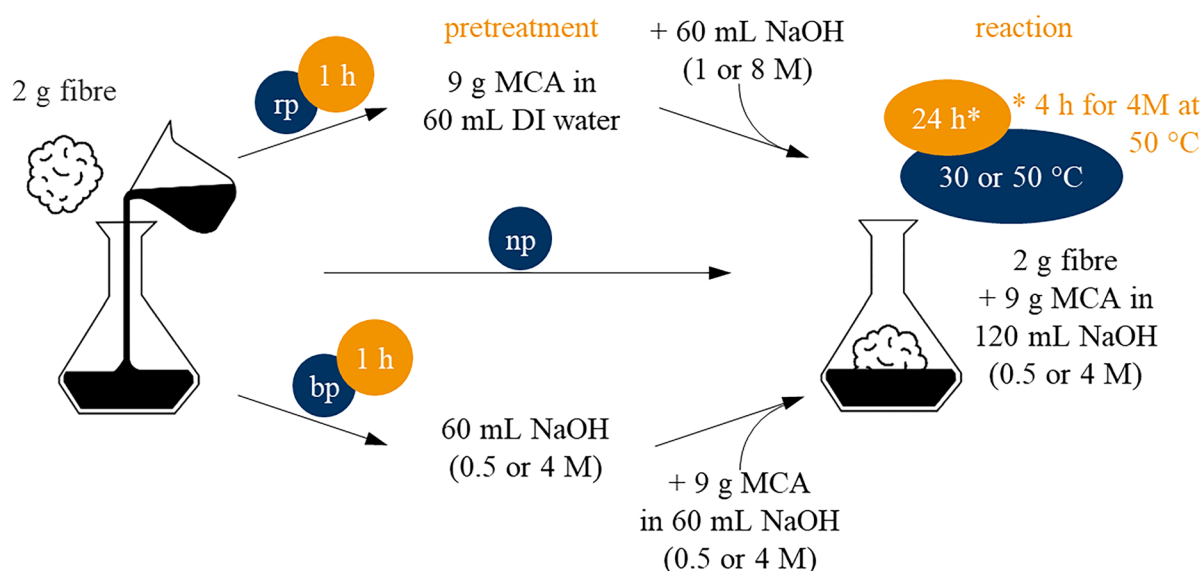 2 g fibre
rp
1 h
pretreatment
9 g MCA in
60 mL DI water
+ 60 mL NaOH
(1 or 8 M)
reaction
24 h*
* 4 h for 4M at
50 °C
30 or 50 °C
np
2 g fibre
+ 9 g MCA in
120 mL NaOH
(0.5 or 4 M)
bp
1 h
60 mL NaOH
(0.5 or 4 M)
+ 9 g MCA
in 60 mL NaOH
(0.5 or 4 M)